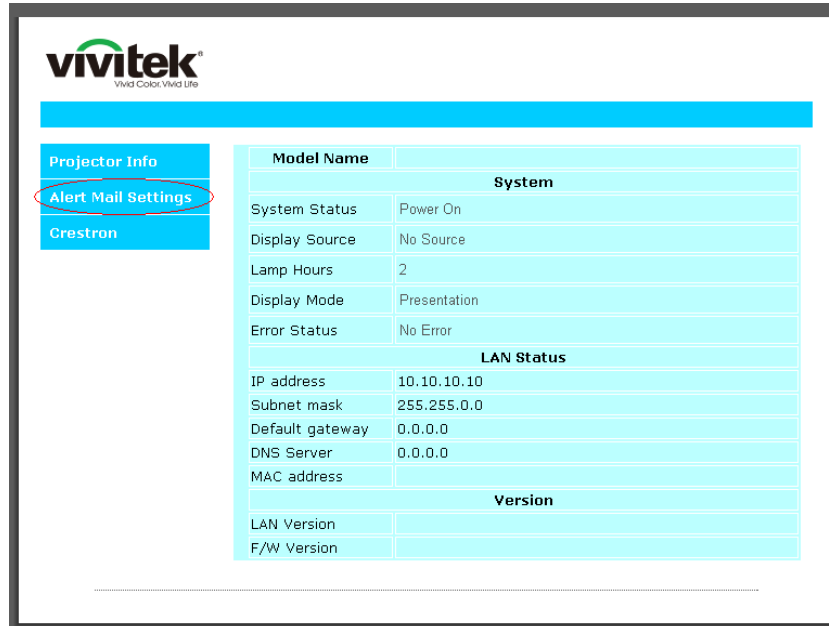 vivitek®
Vivid Color, Vivid Life
Projector Info
Alert Mail Settings
Crestron
Model Name
System
System Status Power On
Display Source No Source
Lamp Hours 2
Display Mode Presentation
Error Status No Error
LAN Status
IP address 10.10.10.10
Subnet mask 255.255.0.0
Default gateway 0.0.0.0
DNS Server 0.0.0.0
MAC address
Version
LAN Version
F/W Version